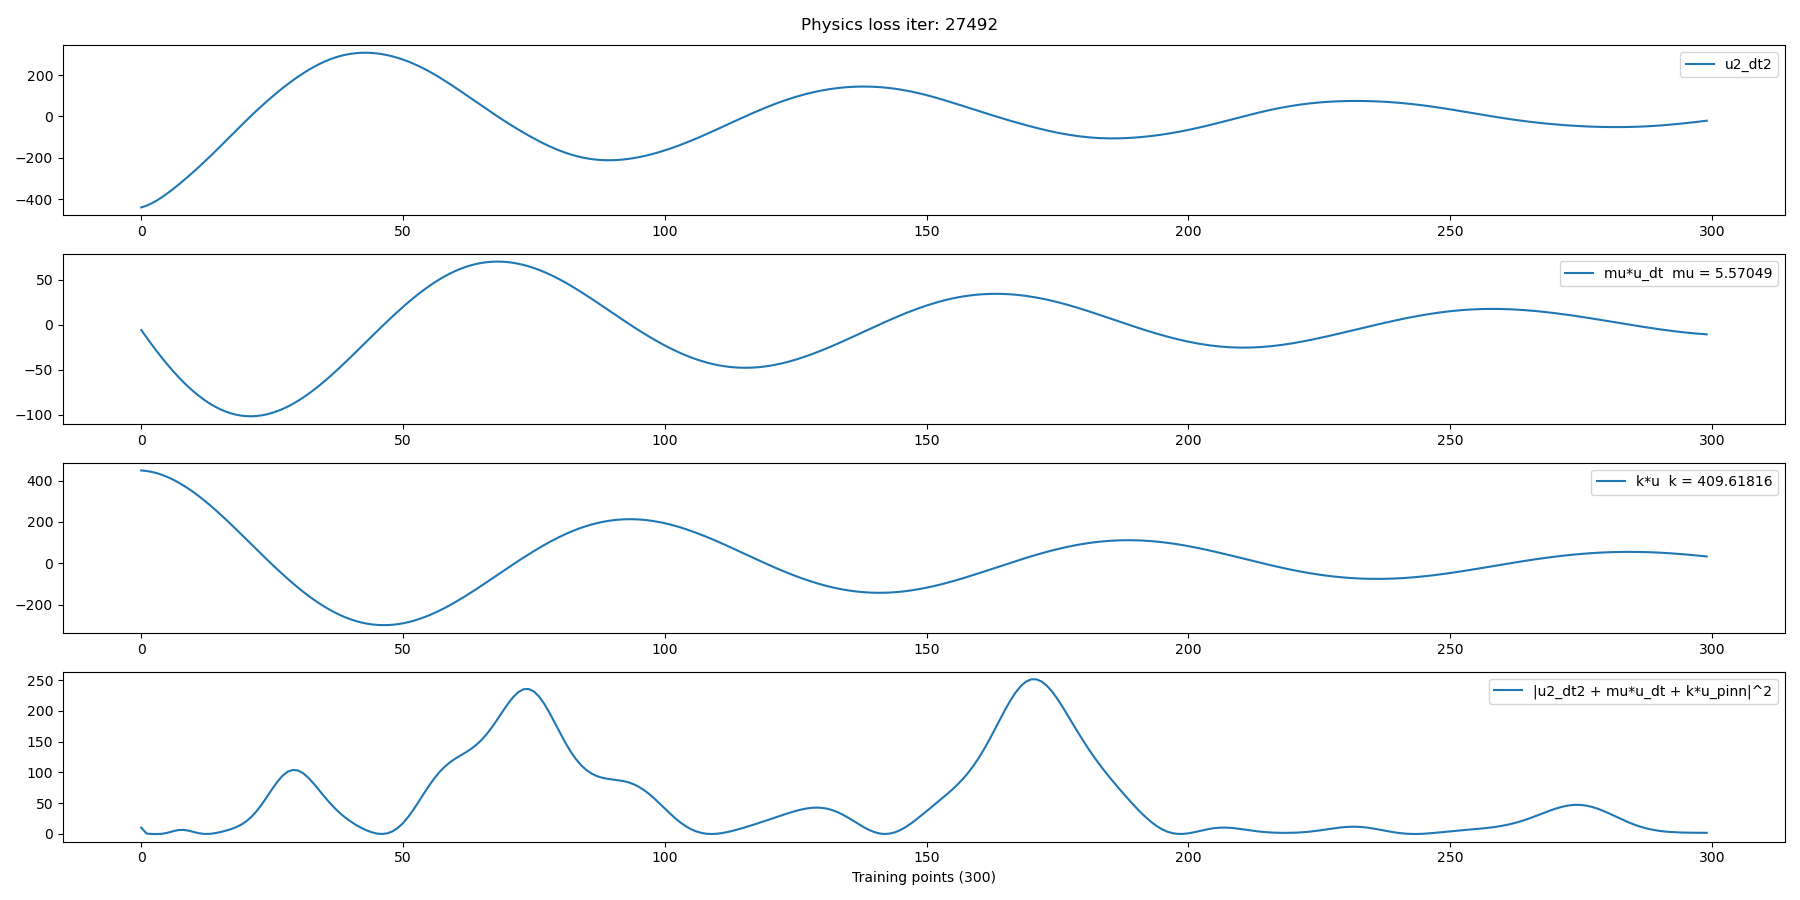 Physics loss iter: 27492
u2_dt2
200
0
−200
−400
0 50 100 150 200 250 300
mu*u_dt  mu = 5.57049
50
0
−50
−100
0 50 100 150 200 250 300
k*u  k = 409.61816
400
200
0
−200
0 50 100 150 200 250 300
|u2_dt2 + mu*u_dt + k*u_pinn|^2
250
200
150
100
50
0
0 50 100 150 200 250 300
Training points (300)